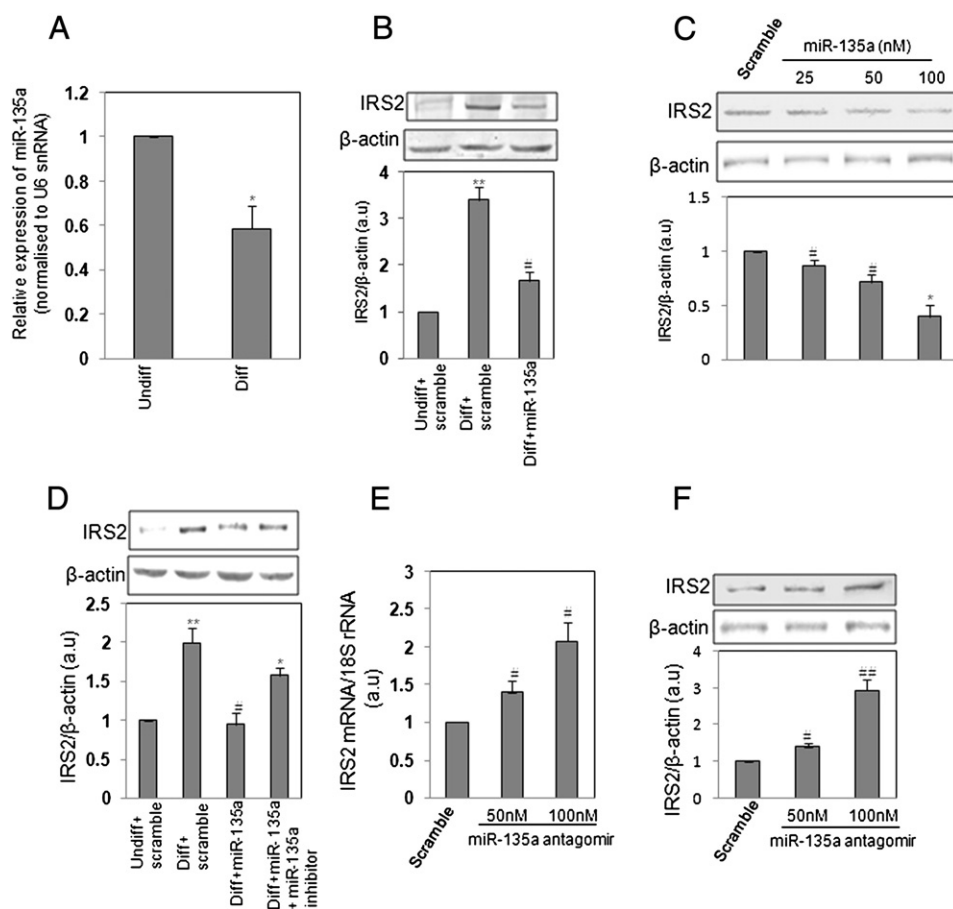 A
Relative expression of miR-135a
(normalised to U6 snRNA)
1.2
1
0.8
0.6
0.4
0.2
0
*
Undiff
Diff
B
IRS2
β-actin
IRS2/β-actin (a.u)
4
3
2
1
0
**
#
Undiff+
scramble
Diff+
scramble
Diff+miR-135a
C
Scramble
miR-135a (nM)
25 50 100
IRS2
β-actin
IRS2/β-actin (a.u)
1
0.5
0
#
#
*
D
IRS2
β-actin
IRS2/β-actin (a.u)
2.5
2
1.5
1
0.5
0
**
#
*
Undiff+
scramble
Diff+
scramble
Diff+miR-135a
Diff+miR-135a
+ miR-135a
inhibitor
E
IRS2 mRNA/18S rRNA
(a.u)
3
2.5
2
1.5
1
0.5
0
#
#
Scramble
50nM 100nM
miR-135a antagomir
F
IRS2
β-actin
IRS2/β-actin (a.u)
4
3
2
1
0
#
##
Scramble
50nM 100nM
miR-135a antagomir